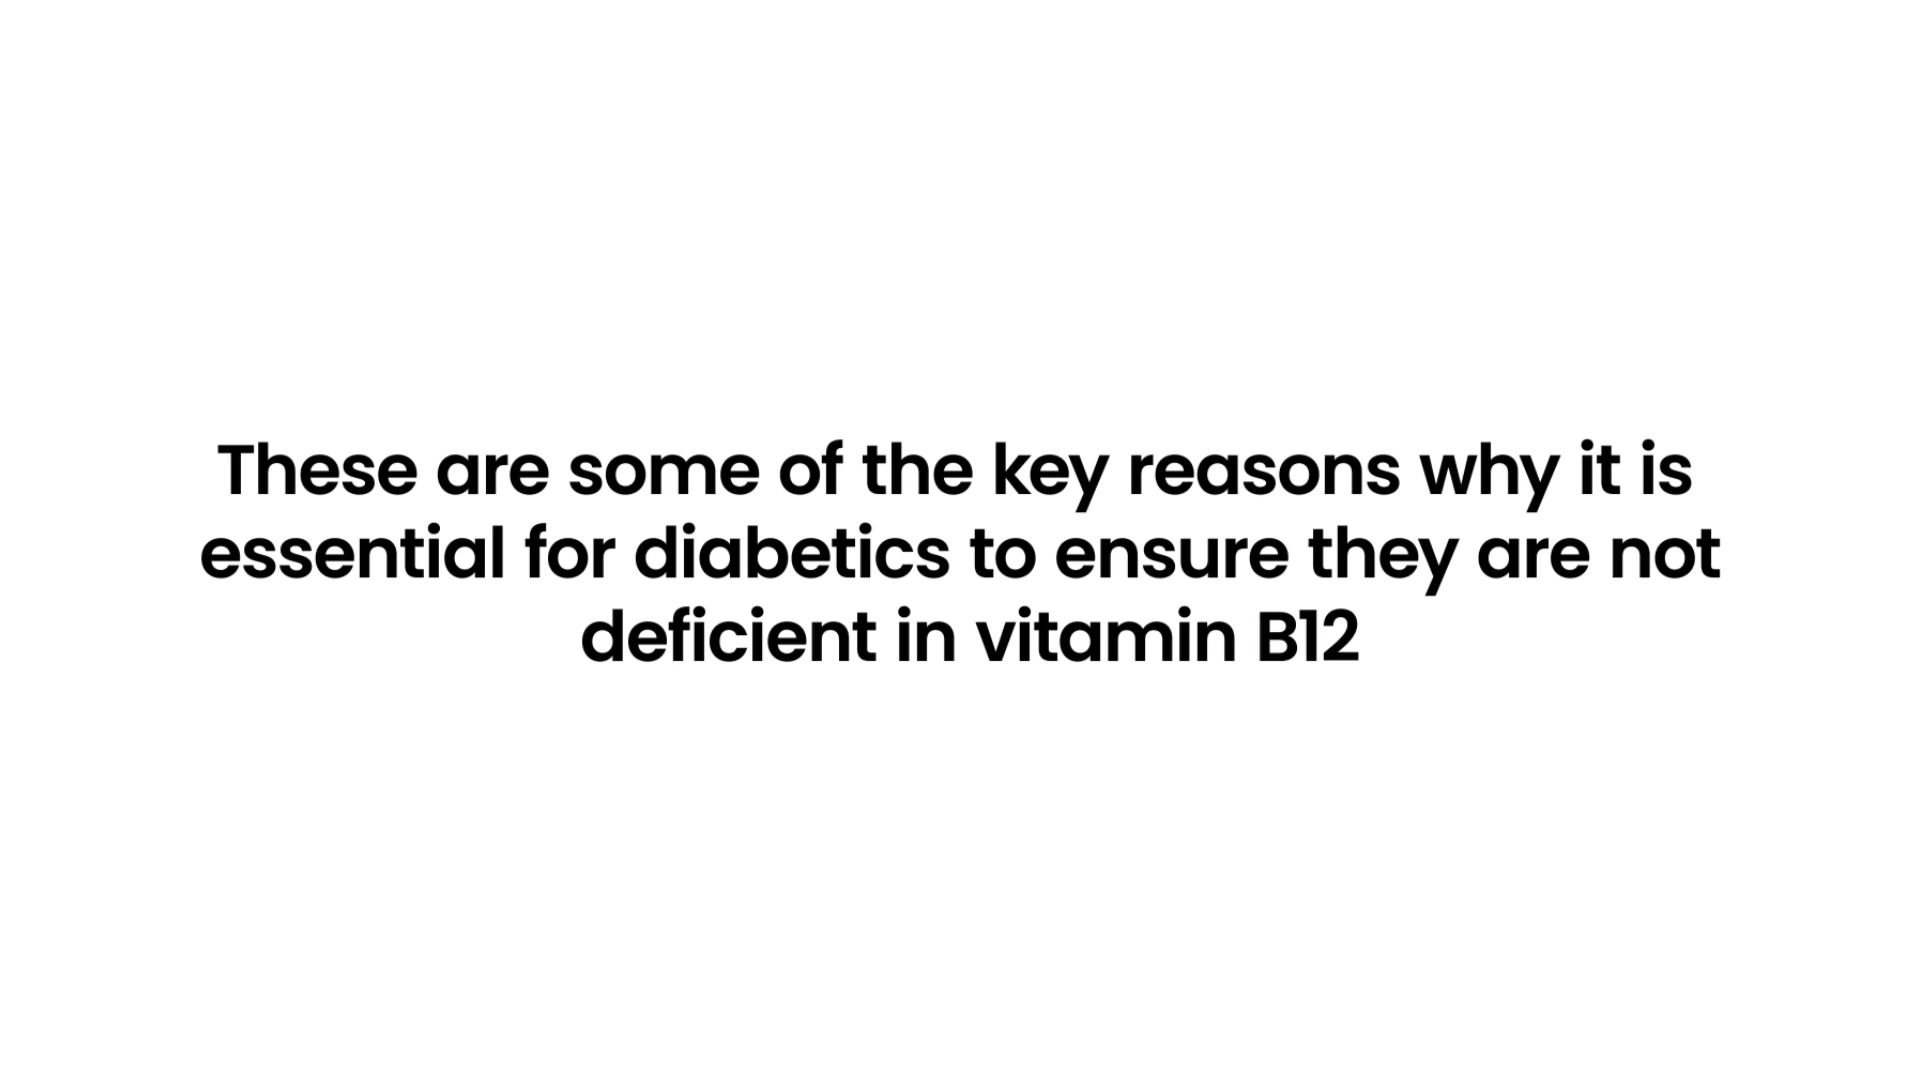 These are some of the key reasons why it is
essential for diabetics to ensure they are not
deficient in vitamin B12